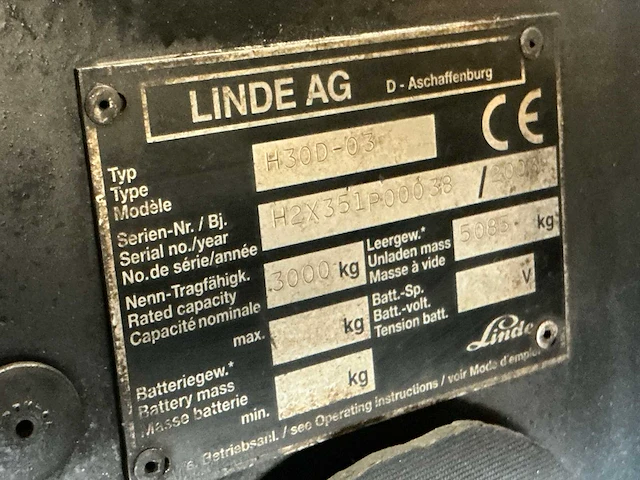 LINDE AG D - Aschaffenburg
CE
Typ
Type
Modèle
H30D-03
Serien-Nr. / Bj.
Serial no./year
No.de série/année
H2X351P00038 /
Nenn-Tragfähigk.
Rated capacity
Capacité nominale
3000 kg
Leergew.*
Unladen mass
Masse à vide
5085 kg
max. kg
Batt.-Sp.
Batt.-volt.
Tension batt.
V
Batteriegew.*
Battery mass
Masse batterie
min. kg
Linde
Betriebsanl. / see Operating instructions / voir Mode d'emploi